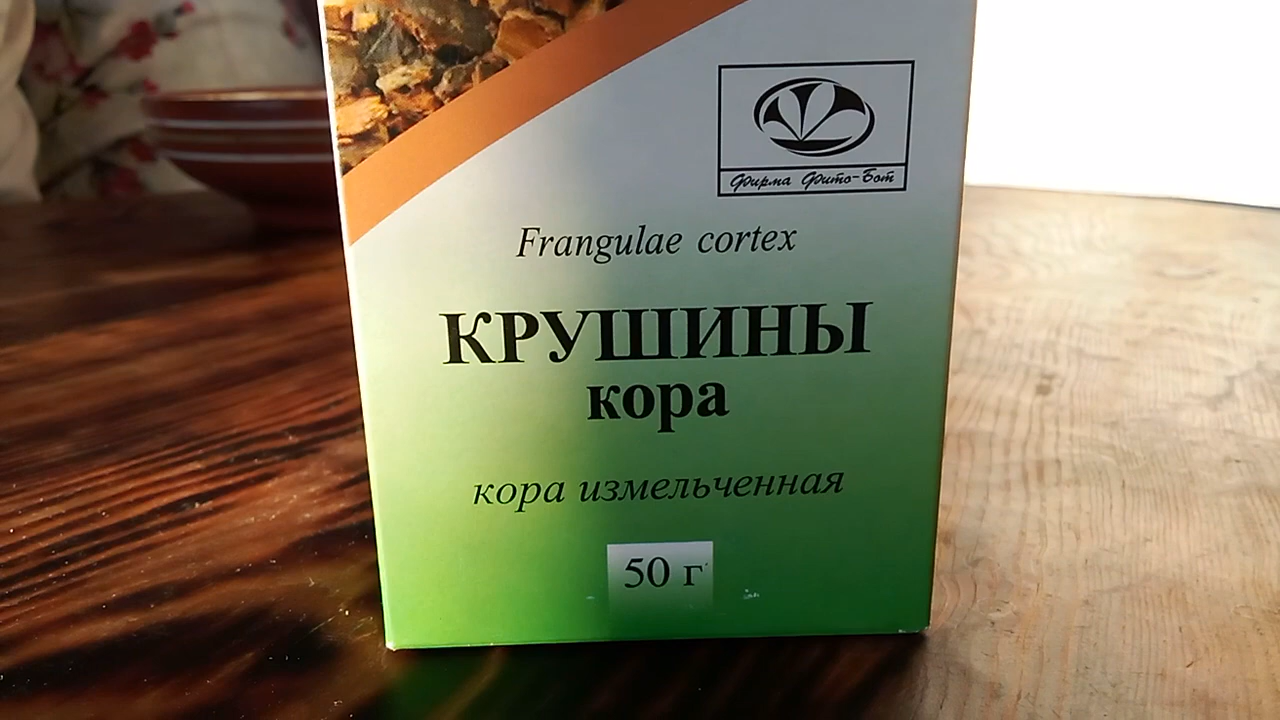 Фирма Фито-Бот
Frangulae cortex
КРУШИНЫ
кора
кора измельченная
50 г